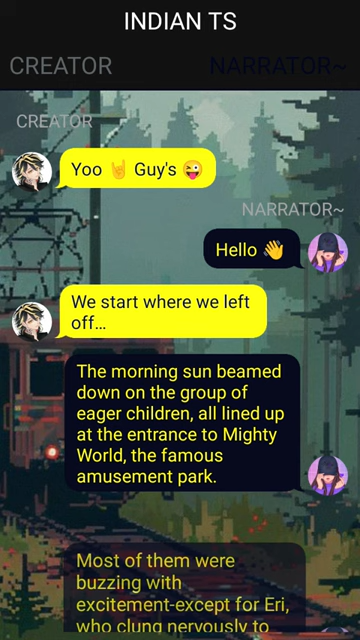 INDIAN TS
CREATOR NARRATOR~
CREATOR
Yoo 🤘 Guy's 😜
NARRATOR~
Hello 👋
We start where we left
off...
The morning sun beamed
down on the group of
eager children, all lined up
at the entrance to Mighty
World, the famous
amusement park.
Most of them were
buzzing with
excitement-except for Eri,
who clung nervously to